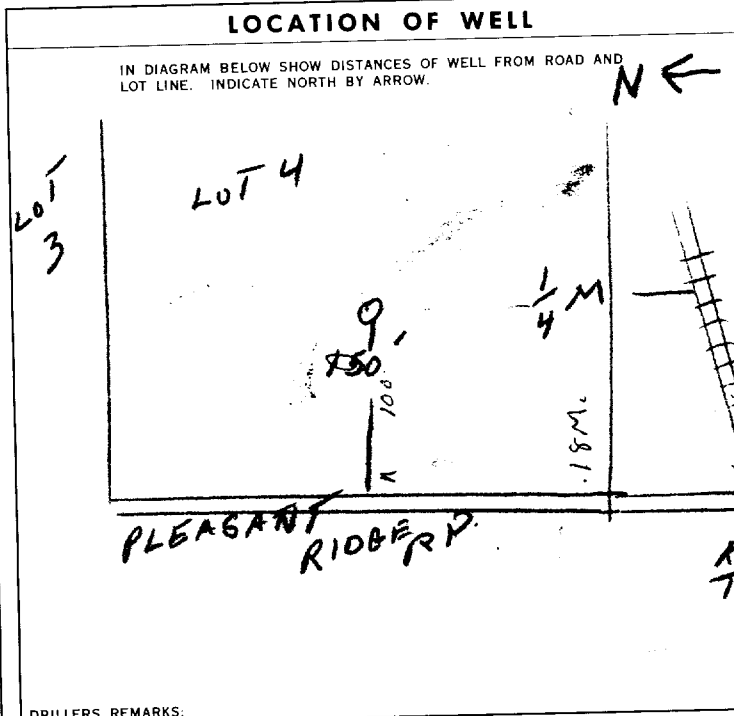 LOCATION OF WELL
IN DIAGRAM BELOW SHOW DISTANCES OF WELL FROM ROAD AND
LOT LINE. INDICATE NORTH BY ARROW.
N
LOT 4
LOT
3
1/4 M
50'
100'
.18 M.
PLEASANT
RIDGE RD.
DRILLERS REMARKS: